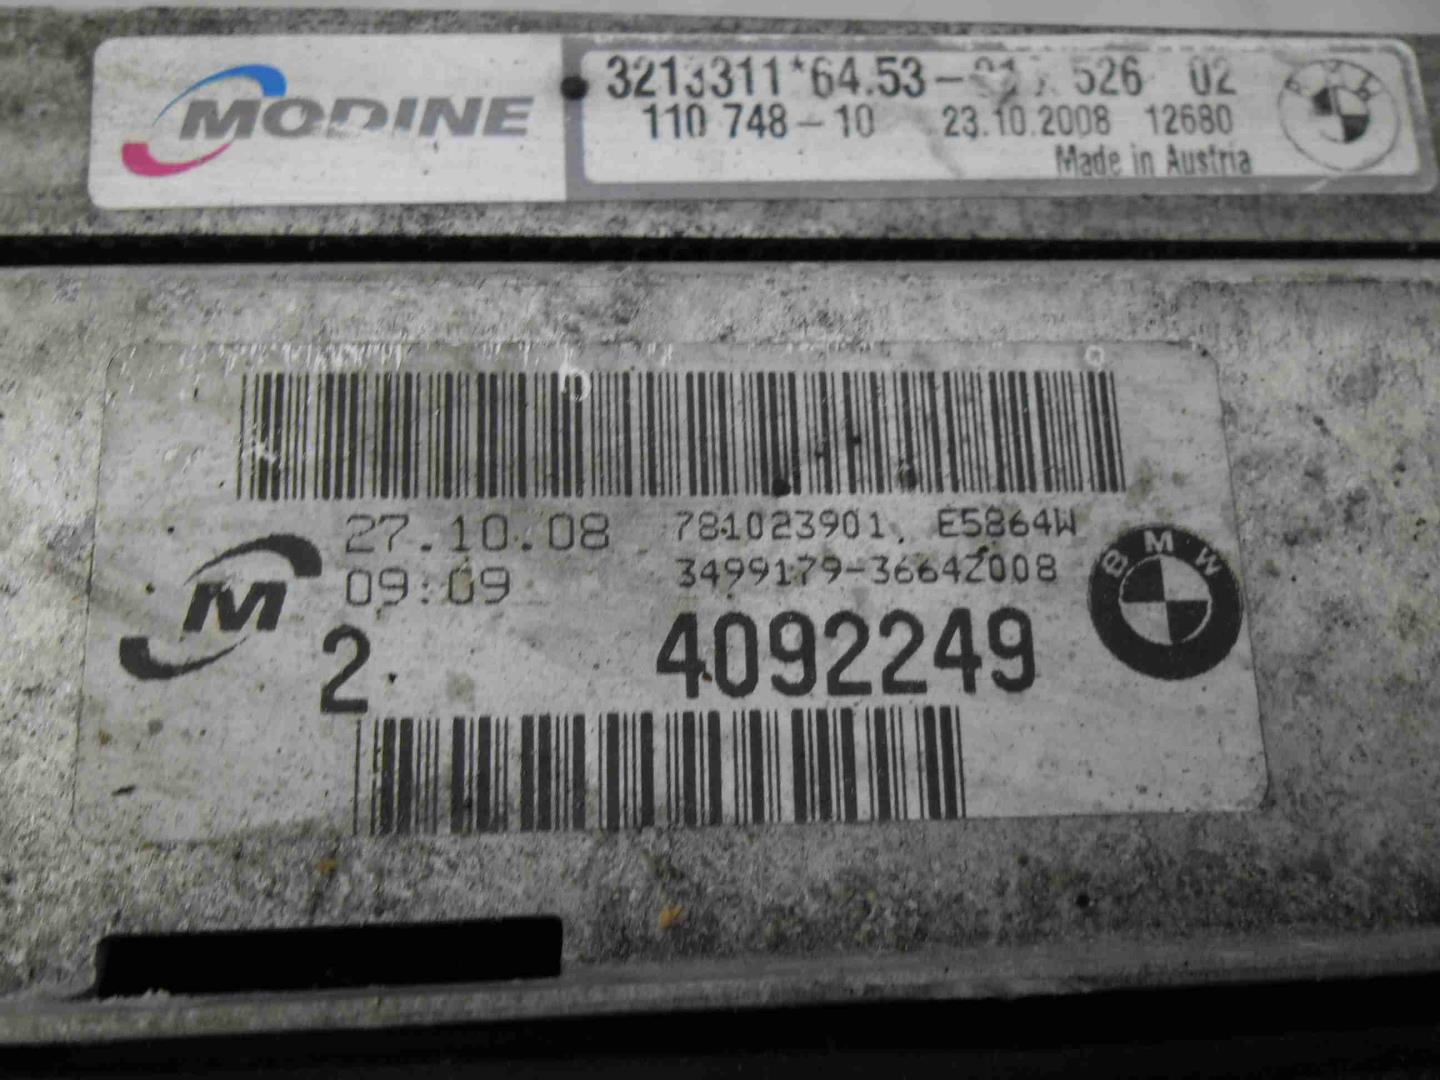 MODINE
3213311*64.53- 526 02
110 748-10 23.10.2008 12680
Made in Austria
27.10.08 781023901. E5864W
09:09 3499179-36642008
M
BMW
2 4092249